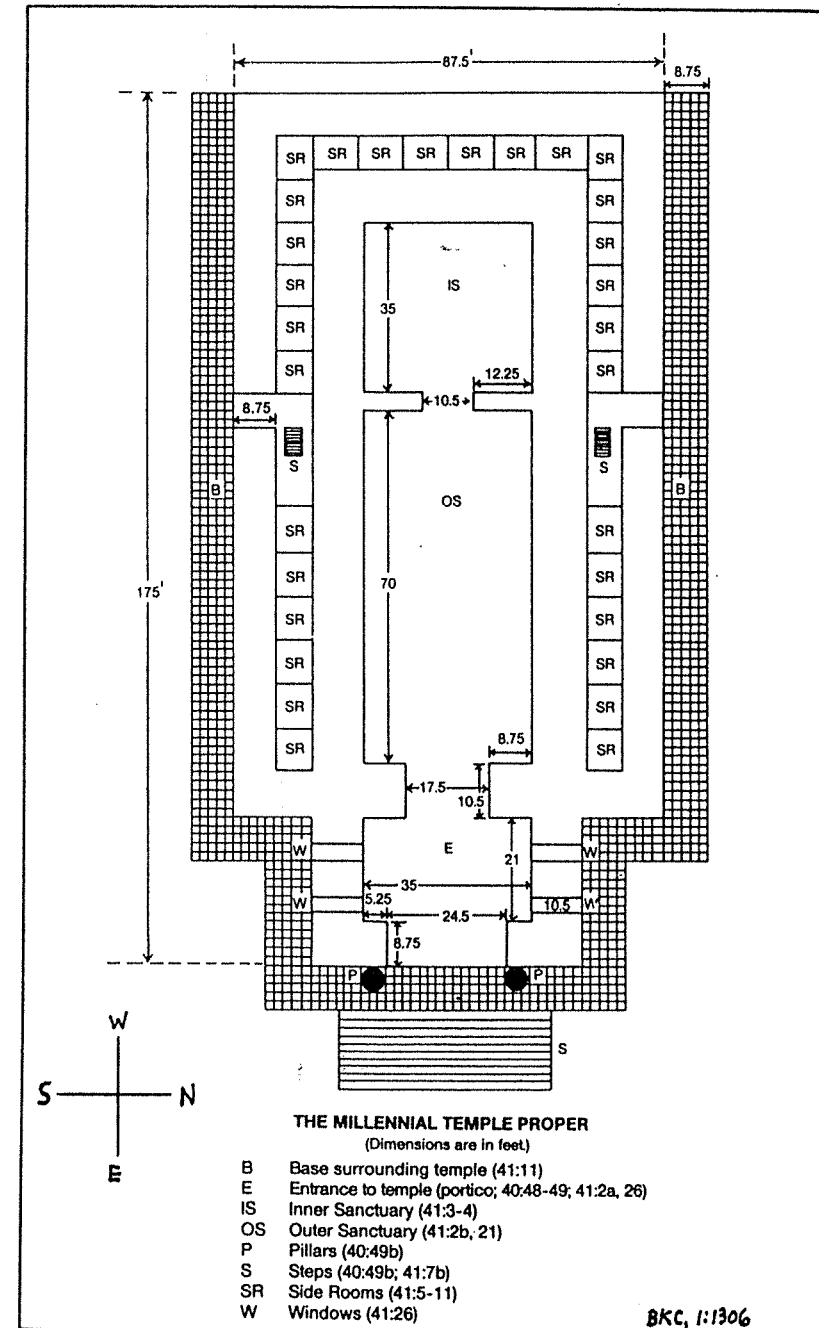 87.5'
8.75
SR SR SR SR SR SR SR SR
SR SR
SR SR
SR IS SR
35
SR SR
SR 12.25 SR
10.5
8.75
S S
B OS B
SR SR
SR SR
175' 70
SR SR
SR SR
SR SR
8.75
SR SR
17.5
10.5
W E W
21
35
5.25
W 24.5 10.5 W
8.75
P P
W
S
S N
E
THE MILLENNIAL TEMPLE PROPER
(Dimensions are in feet.)
B Base surrounding temple (41:11)
E Entrance to temple (portico; 40:48-49; 41:2a, 26)
IS Inner Sanctuary (41:3-4)
OS Outer Sanctuary (41:2b, 21)
P Pillars (40:49b)
S Steps (40:49b; 41:7b)
SR Side Rooms (41:5-11)
W Windows (41:26)
BKC, 1:1306